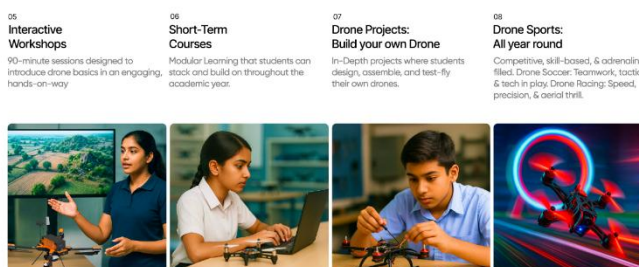 05
Interactive
Workshops
90-minute sessions designed to
introduce drone basics in an engaging,
hands-on-way
06
Short-Term
Courses
Modular Learning that students can
stack and build on throughout the
academic year.
07
Drone Projects:
Build your own Drone
In-Depth projects where students
design, assemble, and test-fly
their own drones.
08
Drone Sports:
All year round
Competitive, skill-based, & adrenalin
filled. Drone Soccer: Teamwork, tacti
& tech in play. Drone Racing: Speed,
precision, & aerial thrill.